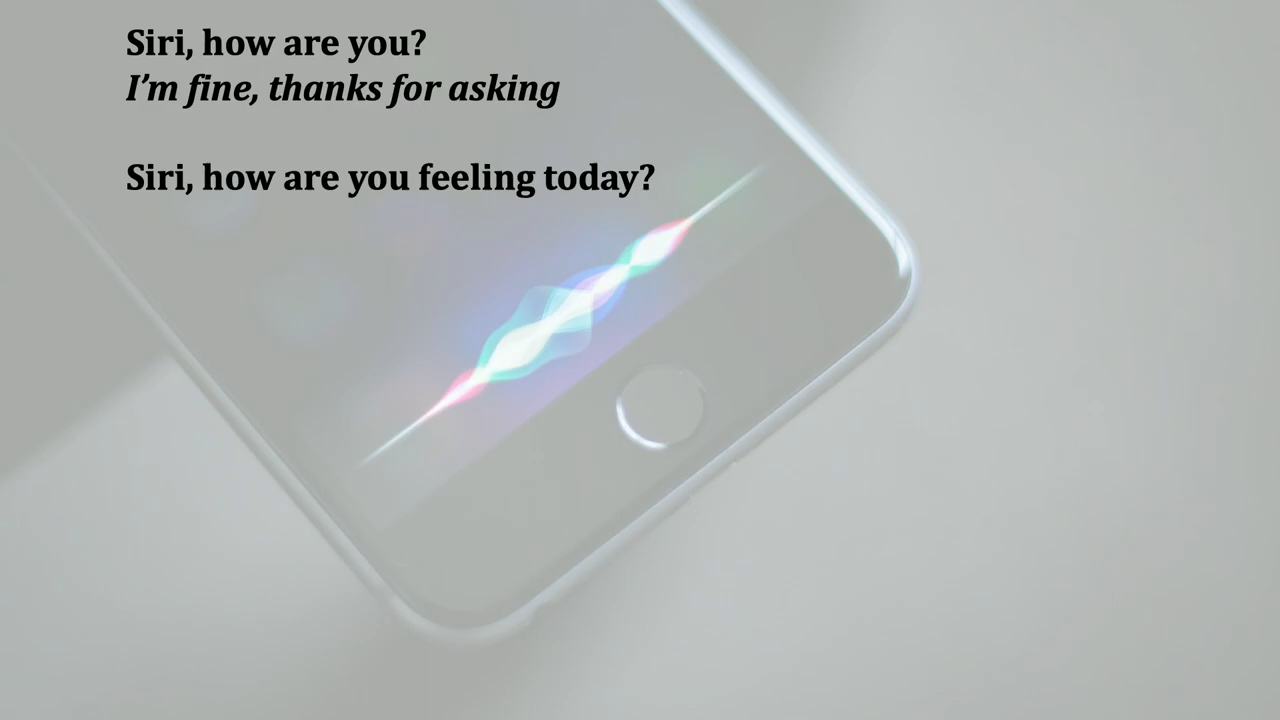 Siri, how are you?
I’m fine, thanks for asking
Siri, how are you feeling today?